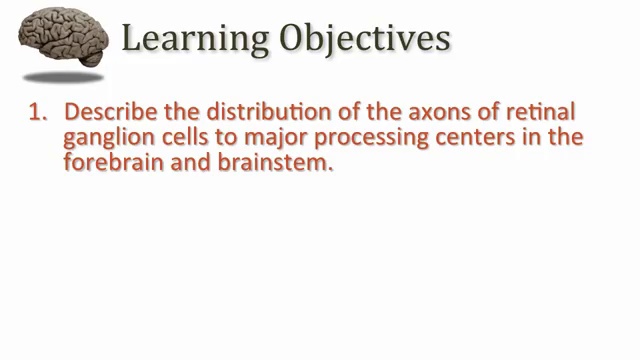 Learning Objectives
1. Describe the distribution of the axons of retinal
ganglion cells to major processing centers in the
forebrain and brainstem.